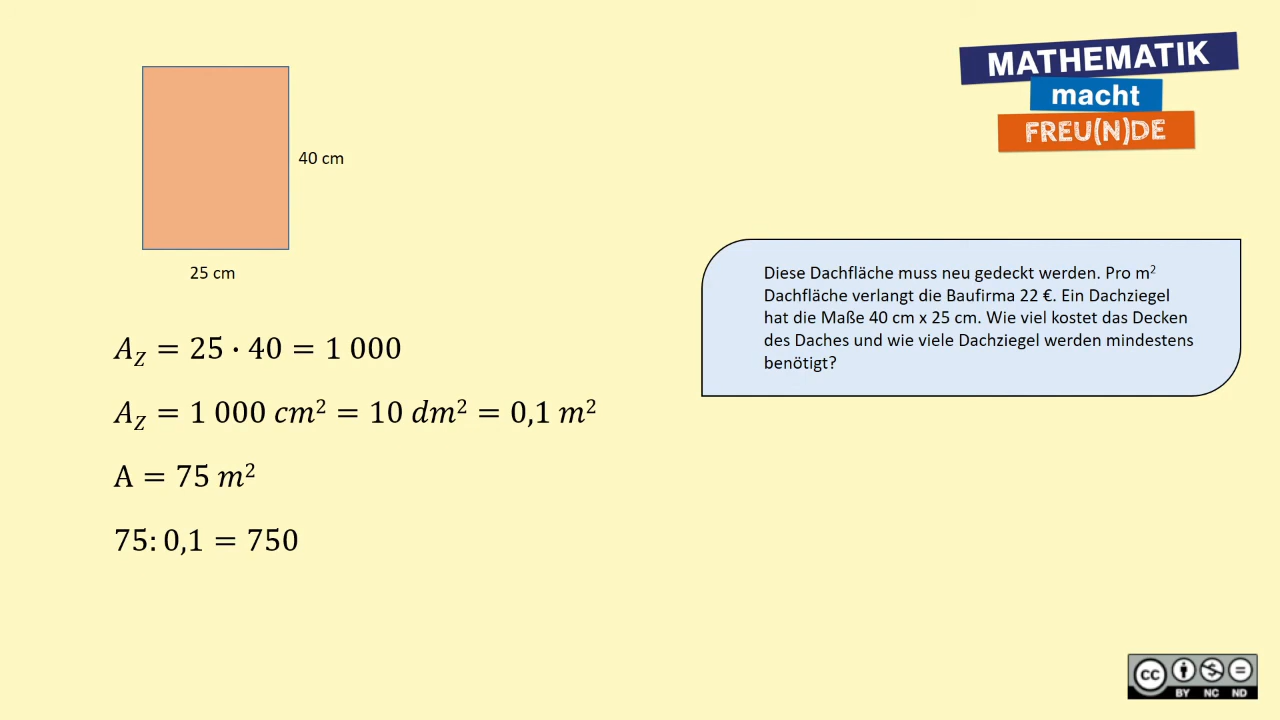 MATHEMATIK
macht
FREU(N)DE
40 cm
25 cm
Diese Dachfläche muss neu gedeckt werden. Pro m²
Dachfläche verlangt die Baufirma 22 €. Ein Dachziegel
hat die Maße 40 cm x 25 cm. Wie viel kostet das Decken
des Daches und wie viele Dachziegel werden mindestens
benötigt?
A_Z = 25 · 40 = 1 000
A_Z = 1 000 cm² = 10 dm² = 0,1 m²
A = 75 m²
75: 0,1 = 750
cc
BY NC ND